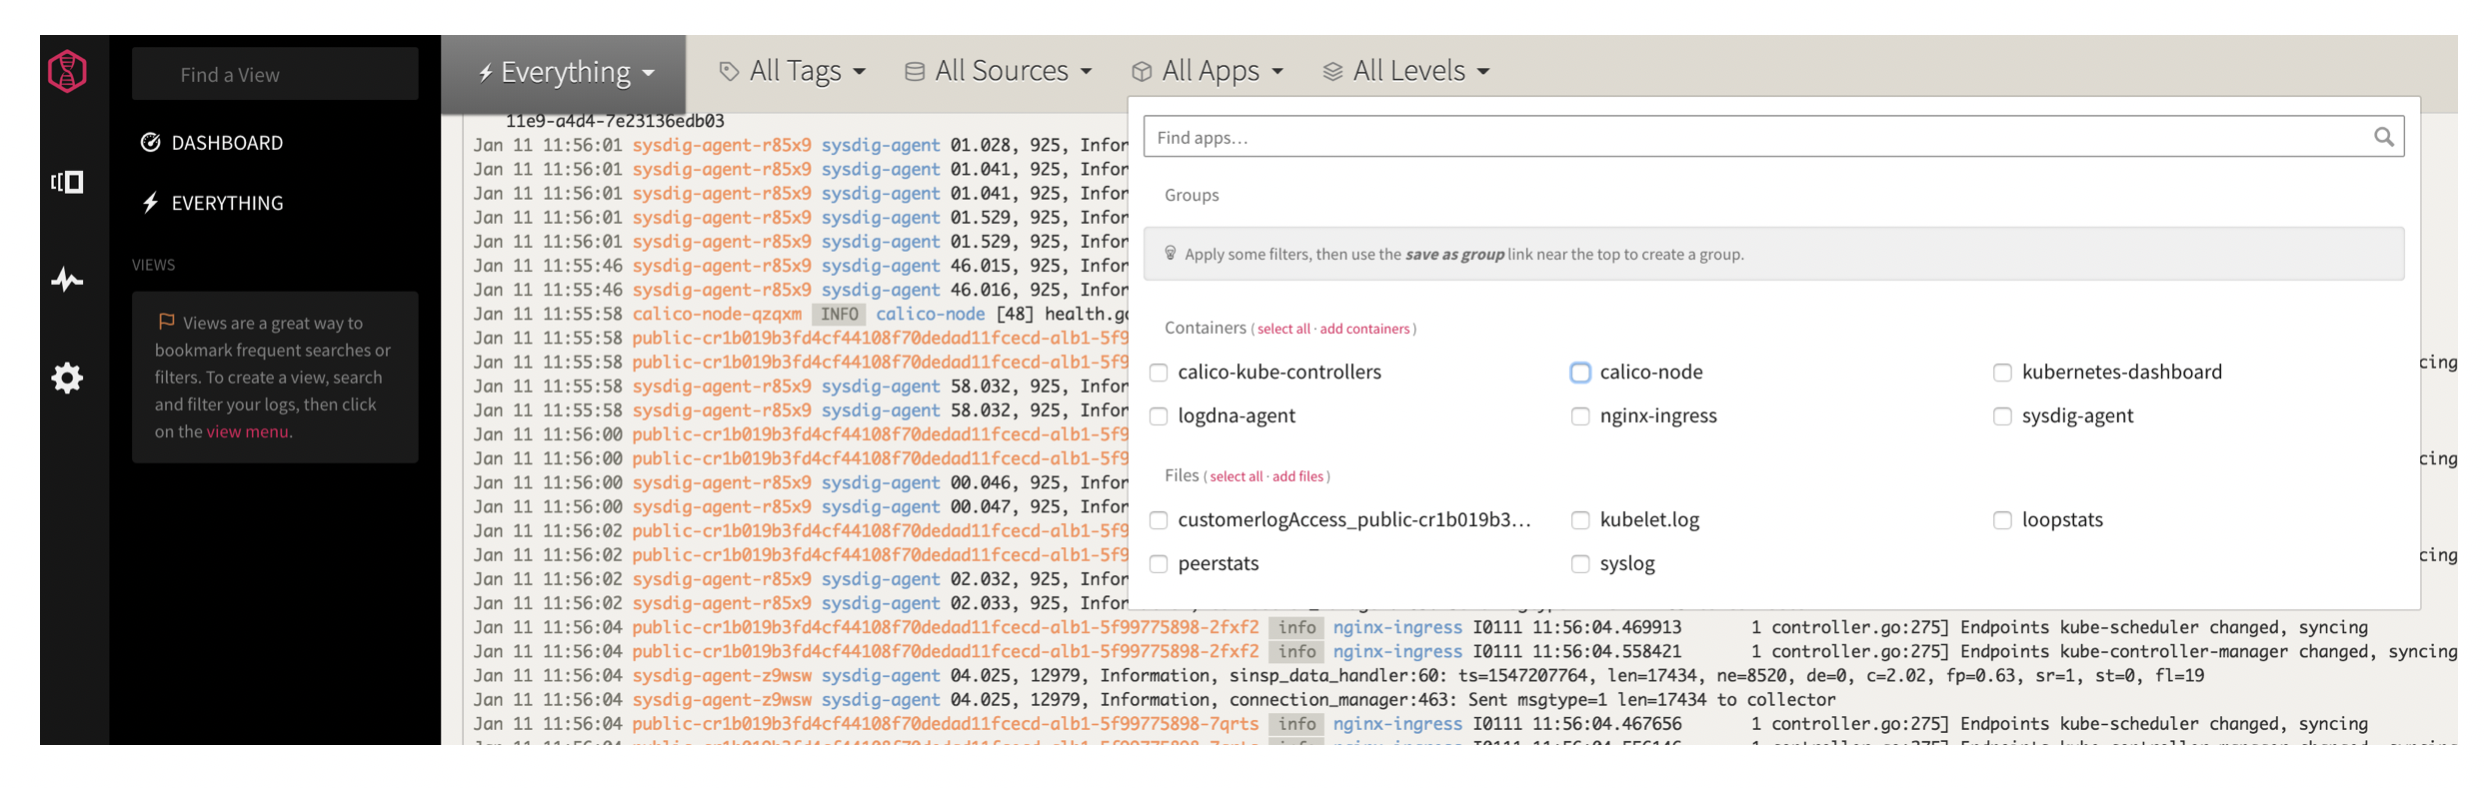 Find a View
DASHBOARD
EVERYTHING
VIEWS
Views are a great way to
bookmark frequent searches or
filters. To create a view, search
and filter your logs, then click
on the view menu.
Everything
All Tags
All Sources
All Apps
All Levels
11e9-a4d4-7e23136edb03
Jan 11 11:56:01 sysdig-agent-r85x9 sysdig-agent 01.028, 925, Infor
Jan 11 11:56:01 sysdig-agent-r85x9 sysdig-agent 01.041, 925, Infor
Jan 11 11:56:01 sysdig-agent-r85x9 sysdig-agent 01.041, 925, Infor
Jan 11 11:56:01 sysdig-agent-r85x9 sysdig-agent 01.529, 925, Infor
Jan 11 11:56:01 sysdig-agent-r85x9 sysdig-agent 01.529, 925, Infor
Jan 11 11:55:46 sysdig-agent-r85x9 sysdig-agent 46.015, 925, Infor
Jan 11 11:55:46 sysdig-agent-r85x9 sysdig-agent 46.016, 925, Infor
Jan 11 11:55:58 calico-node-qzqxm INFO calico-node [48] health.go
Jan 11 11:55:58 public-cr1b019b3fd4cf44108f70dedad11fcecd-alb1-5f9
Jan 11 11:55:58 public-cr1b019b3fd4cf44108f70dedad11fcecd-alb1-5f9 cing
Jan 11 11:55:58 sysdig-agent-r85x9 sysdig-agent 58.032, 925, Infor
Jan 11 11:55:58 sysdig-agent-r85x9 sysdig-agent 58.032, 925, Infor
Jan 11 11:56:00 public-cr1b019b3fd4cf44108f70dedad11fcecd-alb1-5f9
Jan 11 11:56:00 public-cr1b019b3fd4cf44108f70dedad11fcecd-alb1-5f9 cing
Jan 11 11:56:00 sysdig-agent-r85x9 sysdig-agent 00.046, 925, Infor
Jan 11 11:56:00 sysdig-agent-r85x9 sysdig-agent 00.047, 925, Infor
Jan 11 11:56:02 public-cr1b019b3fd4cf44108f70dedad11fcecd-alb1-5f9
Jan 11 11:56:02 public-cr1b019b3fd4cf44108f70dedad11fcecd-alb1-5f9 cing
Jan 11 11:56:02 sysdig-agent-r85x9 sysdig-agent 02.032, 925, Infor
Jan 11 11:56:02 sysdig-agent-r85x9 sysdig-agent 02.033, 925, Infor
Jan 11 11:56:04 public-cr1b019b3fd4cf44108f70dedad11fcecd-alb1-5f99775898-2fxf2 info nginx-ingress I0111 11:56:04.469913 1 controller.go:275] Endpoints kube-scheduler changed, syncing
Jan 11 11:56:04 public-cr1b019b3fd4cf44108f70dedad11fcecd-alb1-5f99775898-2fxf2 info nginx-ingress I0111 11:56:04.558421 1 controller.go:275] Endpoints kube-controller-manager changed, syncing
Jan 11 11:56:04 sysdig-agent-z9wsw sysdig-agent 04.025, 12979, Information, sinsp_data_handler:60: ts=1547207764, len=17434, ne=8520, de=0, c=2.02, fp=0.63, sr=1, st=0, fl=19
Jan 11 11:56:04 sysdig-agent-z9wsw sysdig-agent 04.025, 12979, Information, connection_manager:463: Sent msgtype=1 len=17434 to collector
Jan 11 11:56:04 public-cr1b019b3fd4cf44108f70dedad11fcecd-alb1-5f99775898-7qrts info nginx-ingress I0111 11:56:04.467656 1 controller.go:275] Endpoints kube-scheduler changed, syncing
Find apps...
Groups
Apply some filters, then use the save as group link near the top to create a group.
Containers ( select all · add containers )
calico-kube-controllers
calico-node
kubernetes-dashboard
logdna-agent
nginx-ingress
sysdig-agent
Files ( select all · add files )
customerlogAccess_public-cr1b019b3...
kubelet.log
loopstats
peerstats
syslog